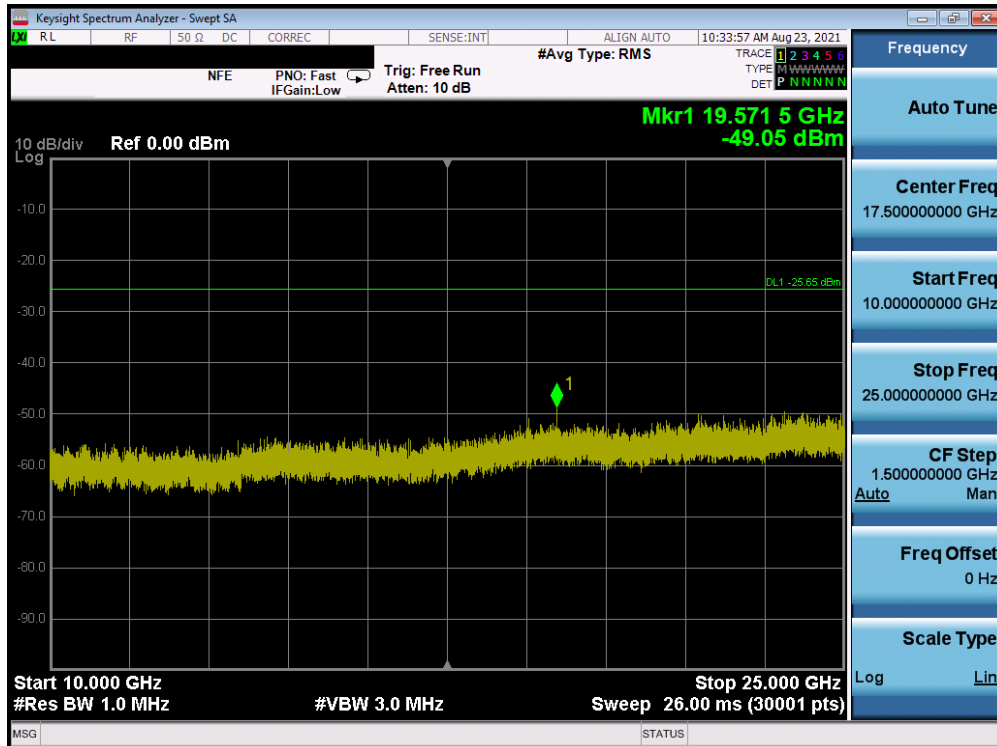 Keysight Spectrum Analyzer - Swept SA
LXI RL RF 50 Ω DC CORREC SENSE:INT ALIGN AUTO 10:33:57 AM Aug 23, 2021
NFE PNO: Fast Trig: Free Run #Avg Type: RMS TRACE 1 2 3 4 5 6
IFGain:Low Atten: 10 dB TYPE M WWWWW
DET P N N N N N
Mkr1 19.571 5 GHz
-49.05 dBm
10 dB/div Ref 0.00 dBm
Log
-10.0
-20.0
DL1 -25.65 dBm
-30.0
-40.0
1
-50.0
-60.0
-70.0
-80.0
-90.0
Start 10.000 GHz Stop 25.000 GHz
#Res BW 1.0 MHz #VBW 3.0 MHz Sweep 26.00 ms (30001 pts)
MSG STATUS
Frequency
Auto Tune
Center Freq
17.500000000 GHz
Start Freq
10.000000000 GHz
Stop Freq
25.000000000 GHz
CF Step
1.500000000 GHz
Auto Man
Freq Offset
0 Hz
Scale Type
Log Lin